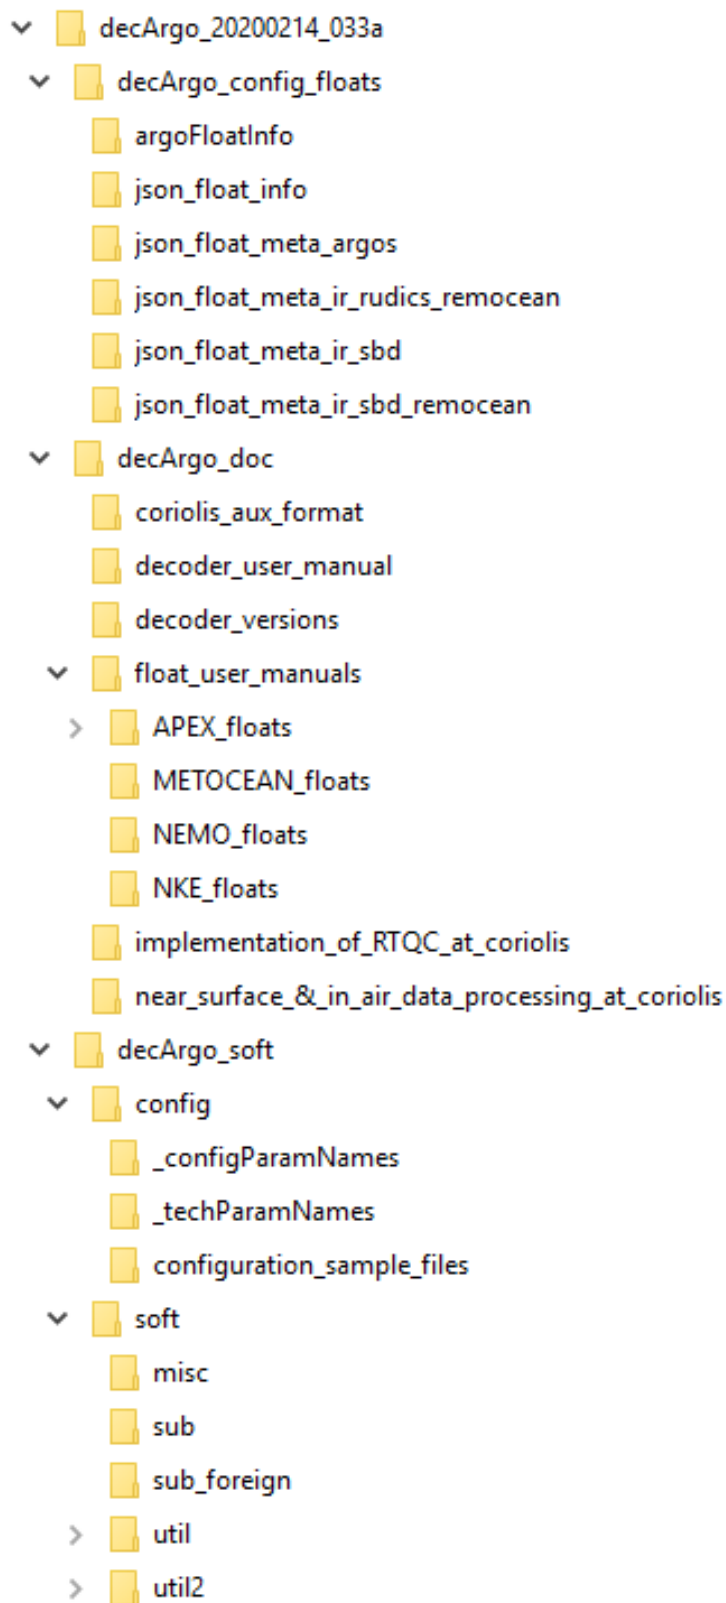 decArgo_20200214_033a
decArgo_config_floats
argoFloatInfo
json_float_info
json_float_meta_argos
json_float_meta_ir_rudics_remocean
json_float_meta_ir_sbd
json_float_meta_ir_sbd_remocean
decArgo_doc
coriolis_aux_format
decoder_user_manual
decoder_versions
float_user_manuals
APEX_floats
METOCEAN_floats
NEMO_floats
NKE_floats
implementation_of_RTQC_at_coriolis
near_surface_&_in_air_data_processing_at_coriolis
decArgo_soft
config
_configParamNames
_techParamNames
configuration_sample_files
soft
misc
sub
sub_foreign
util
util2